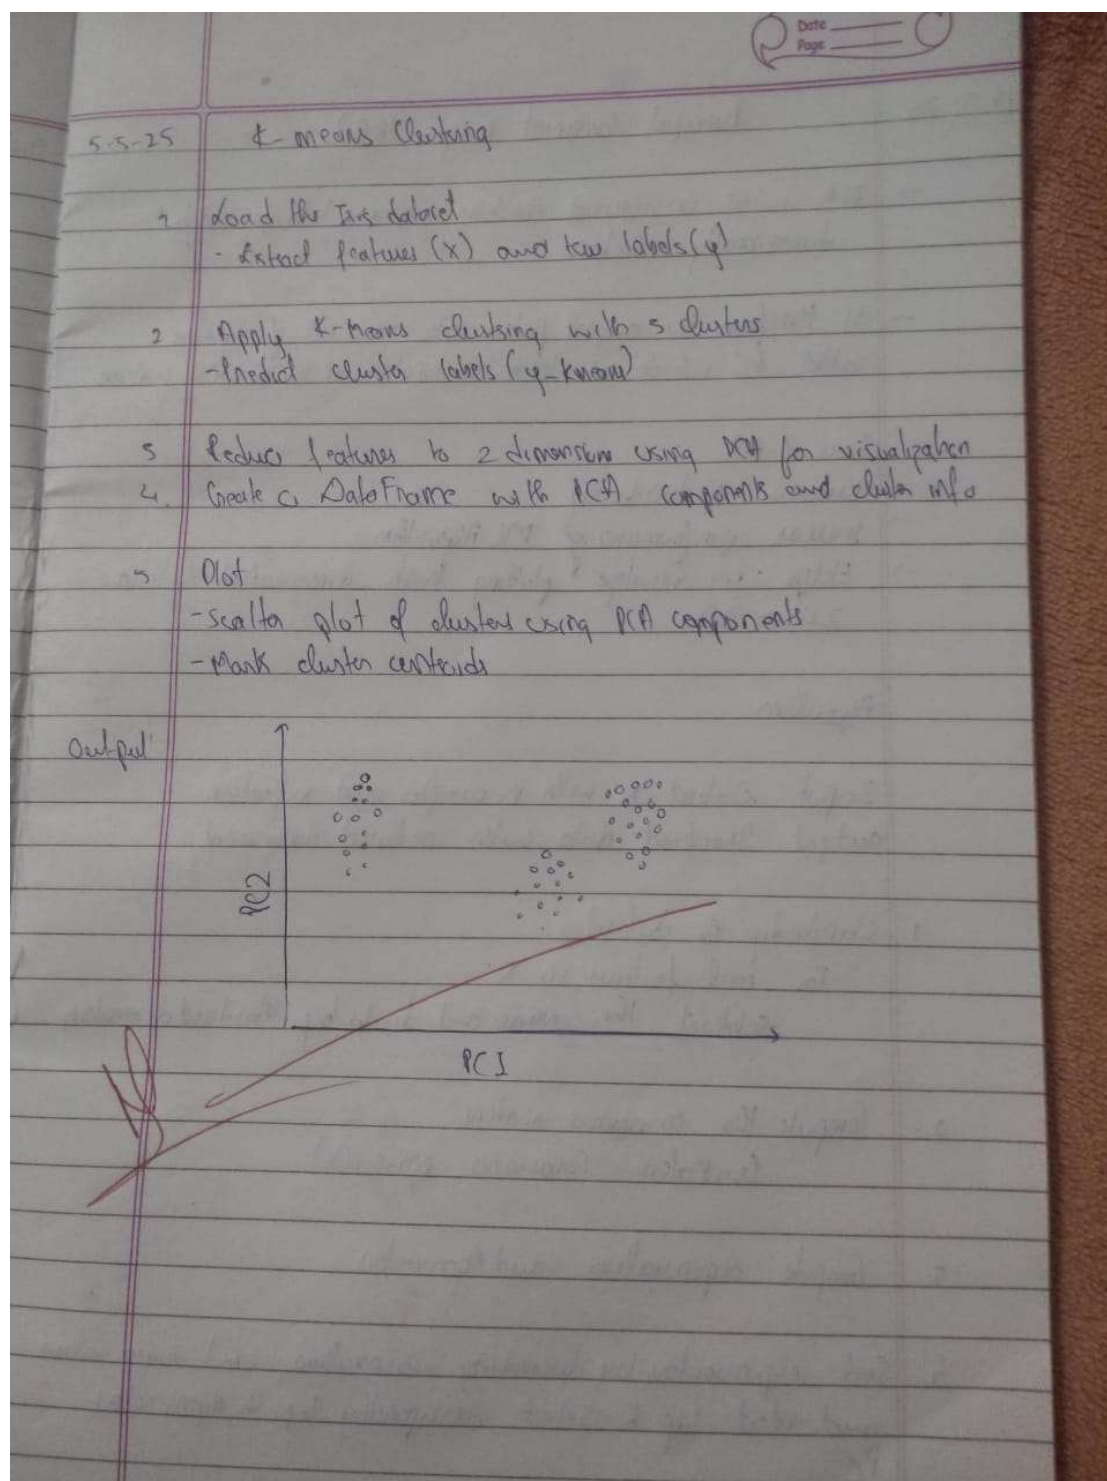 Date
Page
5-5-25 K-means Clustering
1 Load the Iris dataset
- Extract features (X) and true labels (y)
2 Apply K-Means clustering with 3 clusters
- Predict cluster labels (y_kmeans)
3 Reduce features to 2 dimensions using PCA for visualization
4. Create a DataFrame with PCA components and cluster info
5 Plot
- Scatter plot of clusters using PCA components
- Mark cluster centroids
Output
PC2
PC1